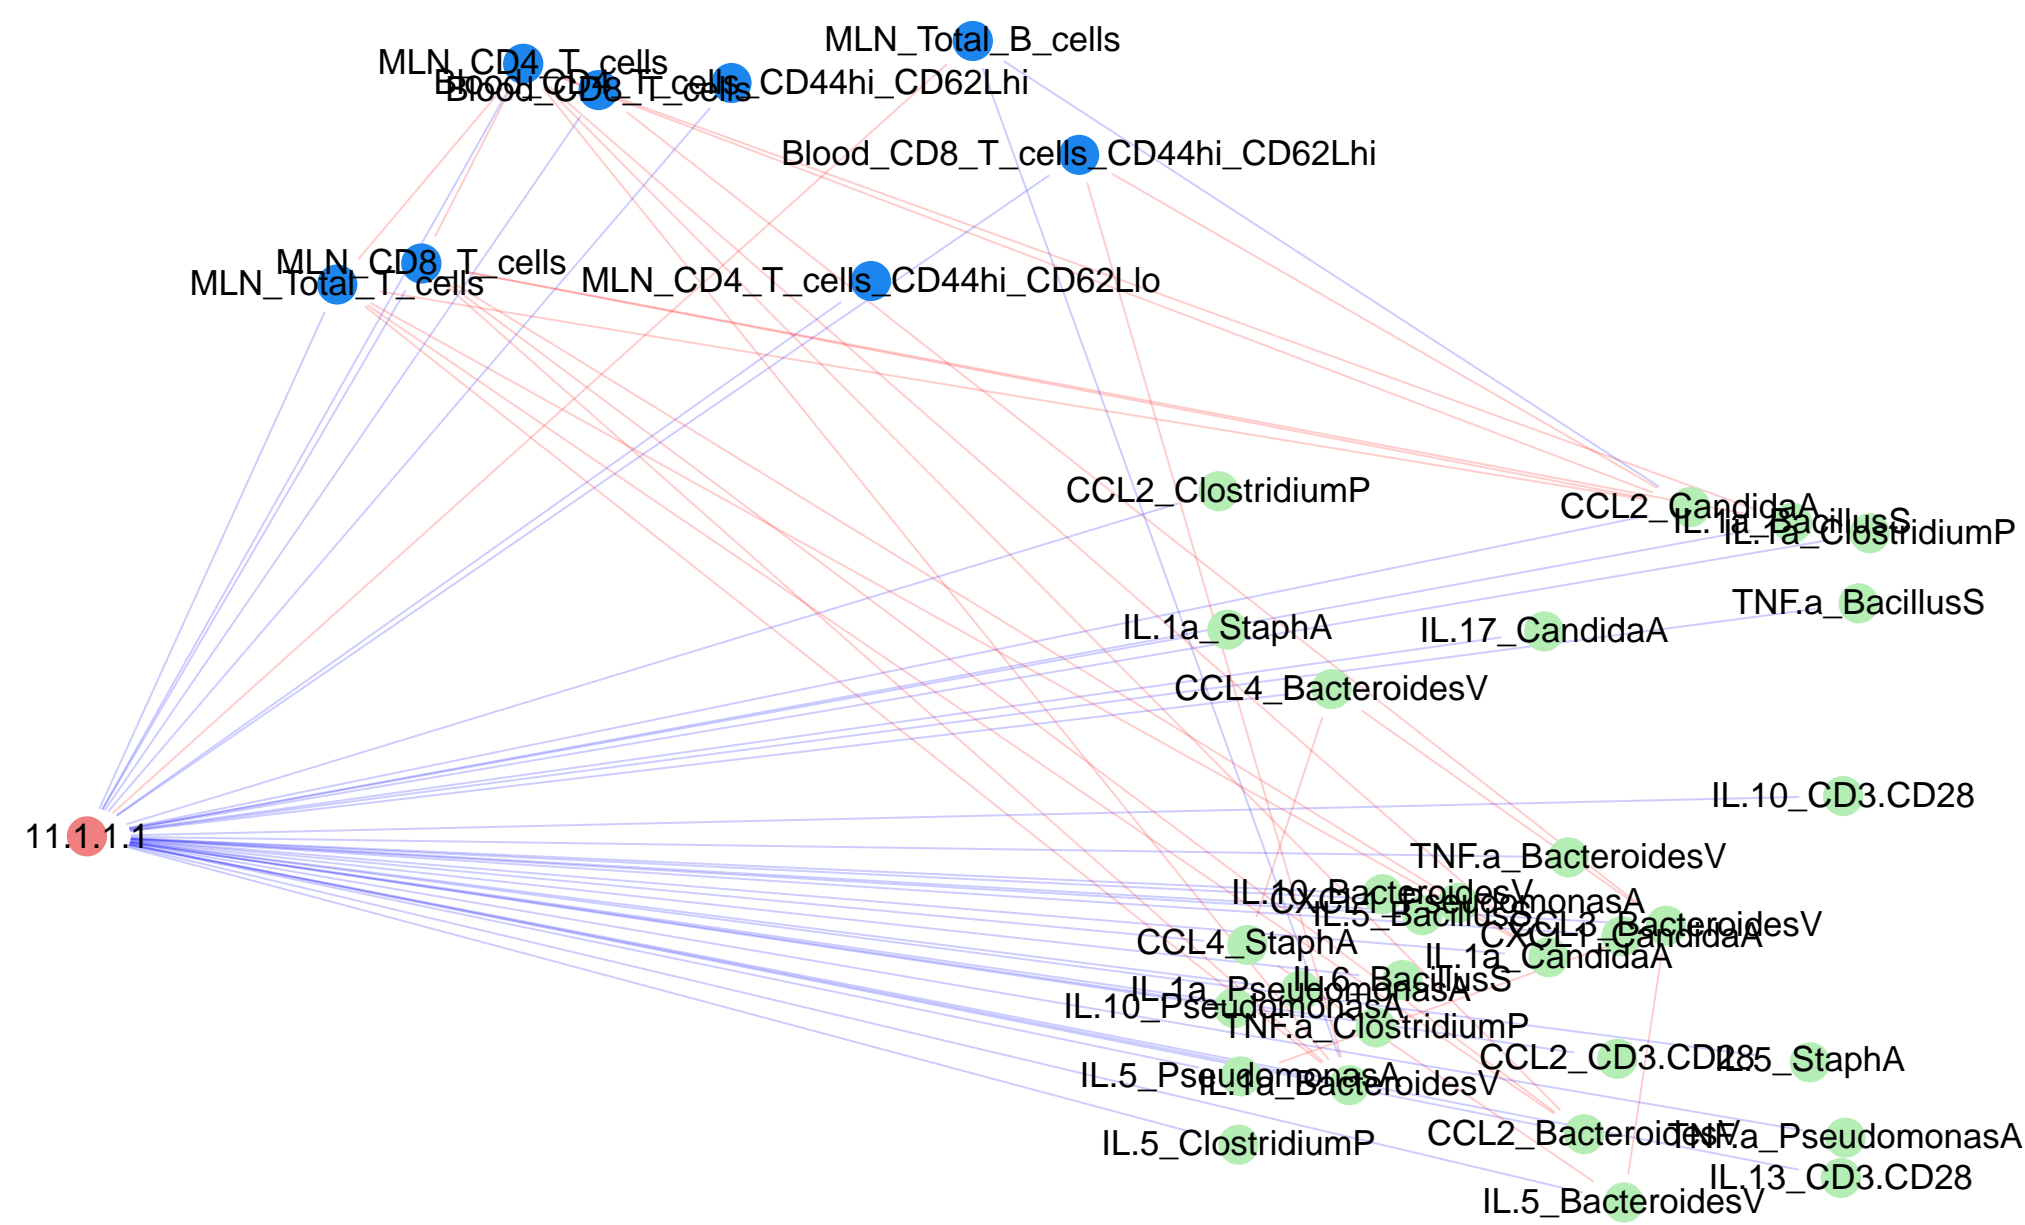 MLN_Total_B_cells
MLN_CD4_T_cells
Blood_CD4_T_cells_CD44hi_CD62Lhi
Blood_CD8_T_cells
Blood_CD8_T_cells_CD44hi_CD62Lhi
MLN_CD8_T_cells
MLN_Total_T_cells
MLN_CD4_T_cells_CD44hi_CD62Llo
CCL2_ClostridiumP
CCL2_CandidaA
IL.1a_BacillusS
IL.1a_ClostridiumP
TNF.a_BacillusS
IL.1a_StaphA
IL.17_CandidaA
CCL4_BacteroidesV
IL.10_CD3.CD28
11.1.1.1
TNF.a_BacteroidesV
IL.10_BacteroidesV
CXCL1_PseudomonasA
IL.5_BacillusS
CCL3_BacteroidesV
CXCL1_CandidaA
CCL4_StaphA
IL.1a_CandidaA
IL.6_BacillusS
IL.1a_PseudomonasA
IL.10_PseudomonasA
TNF.a_ClostridiumP
CCL2_CD3.CD28
IL.5_StaphA
IL.5_PseudomonasA
IL.1a_BacteroidesV
CCL2_BacteroidesV
TNF.a_PseudomonasA
IL.5_ClostridiumP
IL.13_CD3.CD28
IL.5_BacteroidesV